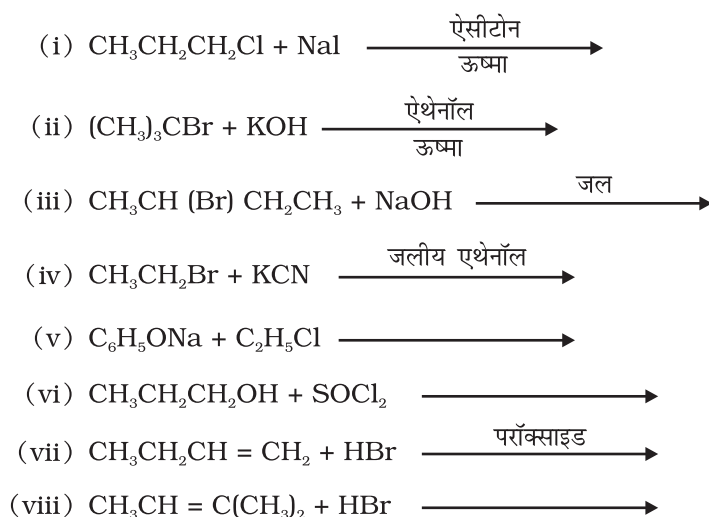 (i) CH₃CH₂CH₂Cl + NaI ऐसीटोन
ऊष्मा
(ii) (CH₃)₃CBr + KOH ऐथेनॉल
ऊष्मा
(iii) CH₃CH (Br) CH₂CH₃ + NaOH जल
(iv) CH₃CH₂Br + KCN जलीय एथेनॉल
(v) C₆H₅ONa + C₂H₅Cl
(vi) CH₃CH₂CH₂OH + SOCl₂
(vii) CH₃CH₂CH = CH₂ + HBr परॉक्साइड
(viii) CH₃CH = C(CH₃)₂ + HBr